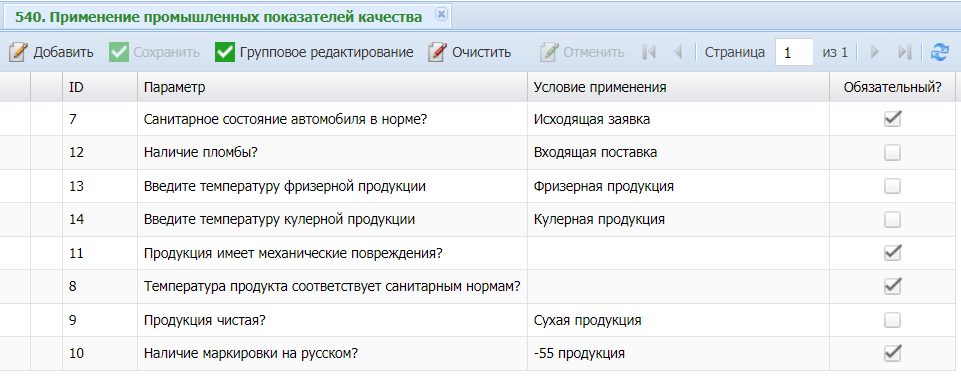 540. Применение промышленных показателей качества
Добавить Сохранить Групповое редактирование Очистить Отменить Страница 1 из 1
ID Параметр Условие применения Обязательный?
7 Санитарное состояние автомобиля в норме? Исходящая заявка
12 Наличие пломбы? Входящая поставка
13 Введите температуру фризерной продукции Фризерная продукция
14 Введите температуру кулерной продукции Кулерная продукция
11 Продукция имеет механические повреждения?
8 Температура продукта соответствует санитарным нормам?
9 Продукция чистая? Сухая продукция
10 Наличие маркировки на русском? -55 продукция